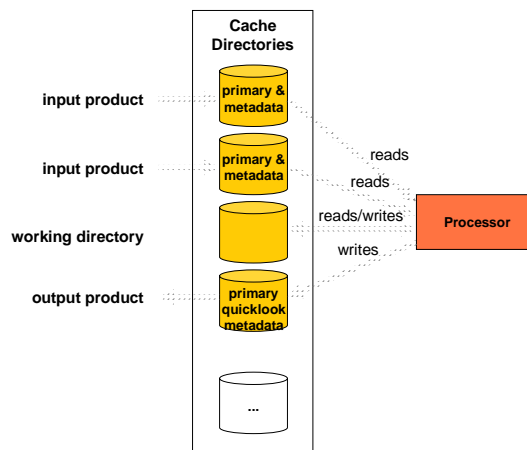 Cache
Directories
input product
primary &
metadata
reads
input product
primary &
metadata
reads
reads/writes
Processor
working directory
writes
output product
primary
quicklook
metadata
...